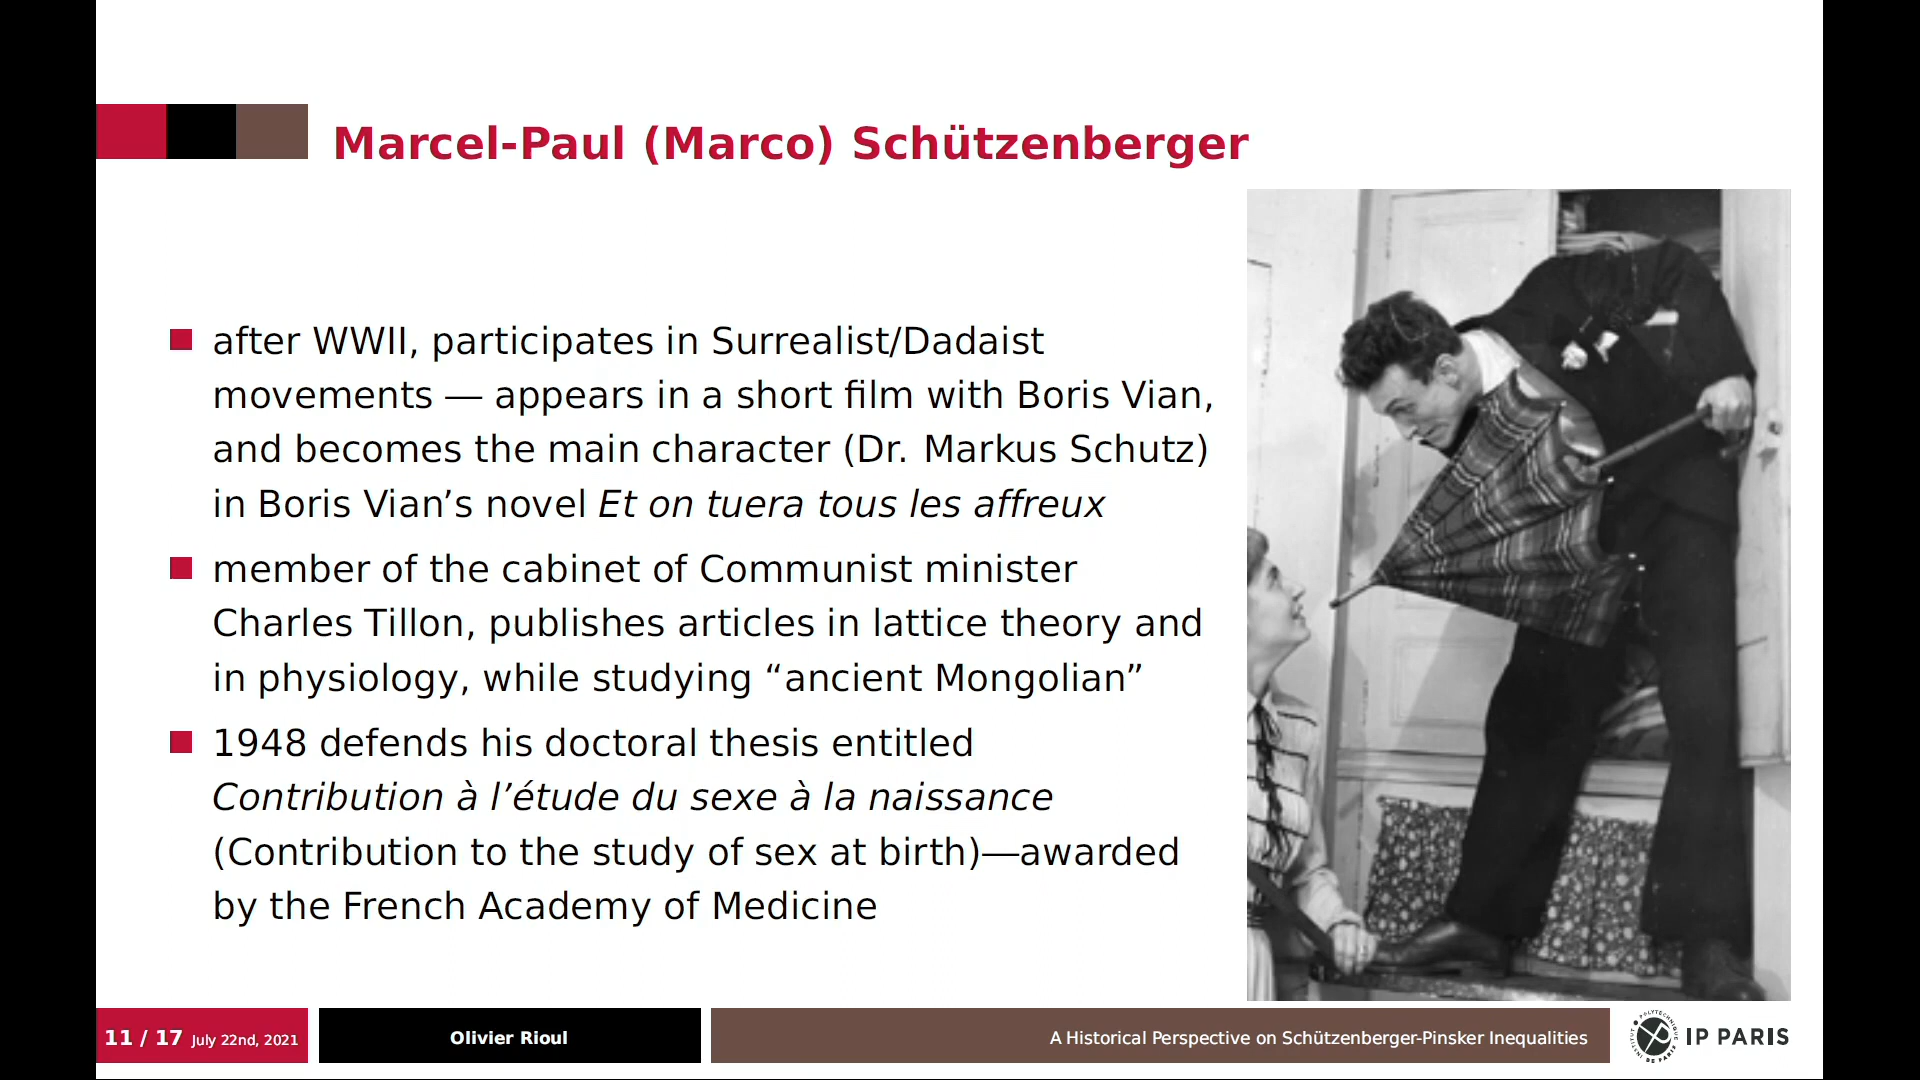 Marcel-Paul (Marco) Schützenberger
after WWII, participates in Surrealist/Dadaist
movements — appears in a short film with Boris Vian,
and becomes the main character (Dr. Markus Schutz)
in Boris Vian’s novel Et on tuera tous les affreux
member of the cabinet of Communist minister
Charles Tillon, publishes articles in lattice theory and
in physiology, while studying “ancient Mongolian”
1948 defends his doctoral thesis entitled
Contribution à l’étude du sexe à la naissance
(Contribution to the study of sex at birth)—awarded
by the French Academy of Medicine
11 / 17 July 22nd, 2021
Olivier Rioul
A Historical Perspective on Schützenberger-Pinsker Inequalities
INSTITUT POLYTECHNIQUE DE PARIS
IP PARIS